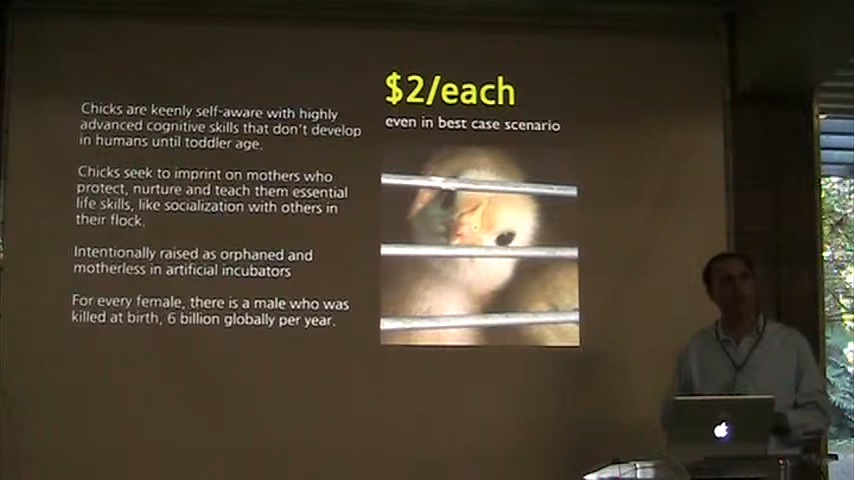 $2/each
even in best case scenario
Chicks are keenly self-aware with highly
advanced cognitive skills that don't develop
in humans until toddler age.
Chicks seek to imprint on mothers who
protect, nurture and teach them essential
life skills, like socialization with others in
their flock.
Intentionally raised as orphaned and
motherless in artificial incubators
For every female, there is a male who was
killed at birth, 6 billion globally per year.